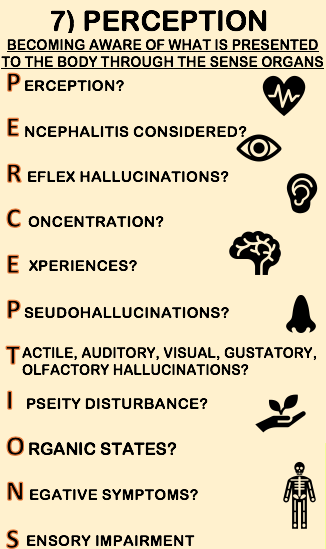 7) PERCEPTION
BECOMING AWARE OF WHAT IS PRESENTED
TO THE BODY THROUGH THE SENSE ORGANS
PERCEPTION?
ENCEPHALITIS CONSIDERED?
REFLEX HALLUCINATIONS?
CONCENTRATION?
EXPERIENCES?
PSEUDOHALLUCINATIONS?
TACTILE, AUDITORY, VISUAL, GUSTATORY,
OLFACTORY HALLUCINATIONS?
IPSEITY DISTURBANCE?
ORGANIC STATES?
NEGATIVE SYMPTOMS?
SENSORY IMPAIRMENT